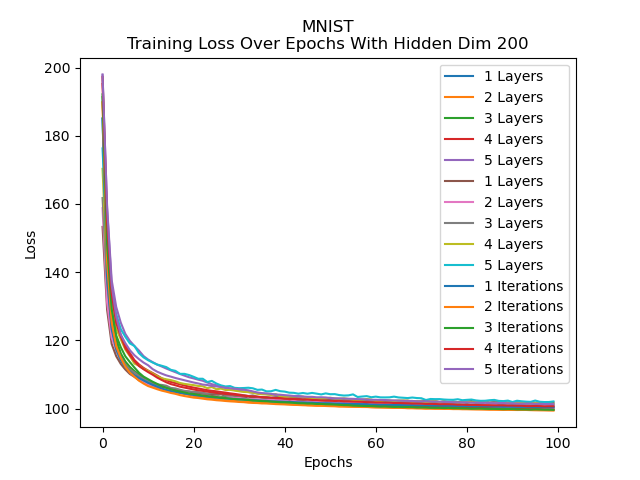 MNIST
Training Loss Over Epochs With Hidden Dim 200
200
180
160
140
120
100
Loss
0
20
40
60
80
100
Epochs
1 Layers
2 Layers
3 Layers
4 Layers
5 Layers
1 Layers
2 Layers
3 Layers
4 Layers
5 Layers
1 Iterations
2 Iterations
3 Iterations
4 Iterations
5 Iterations